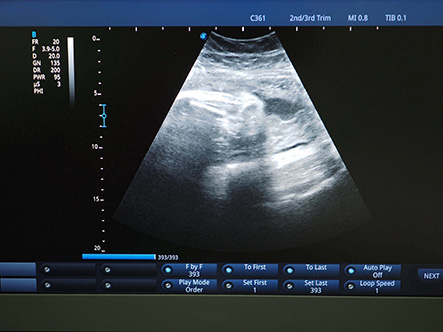 C361 2nd/3rd Trim MI 0.8 TIB 0.1
B
FR 20
F 3.9-5.0
D 20.0
GN 135
DR 200
PWR 95
µS 3
PHI
0
5
10
15
20
393/393
F by F
393
To First
To Last
Auto Play
Off
NEXT
Play Mode
Order
Set First
1
Set Last
393
Loop Speed
1